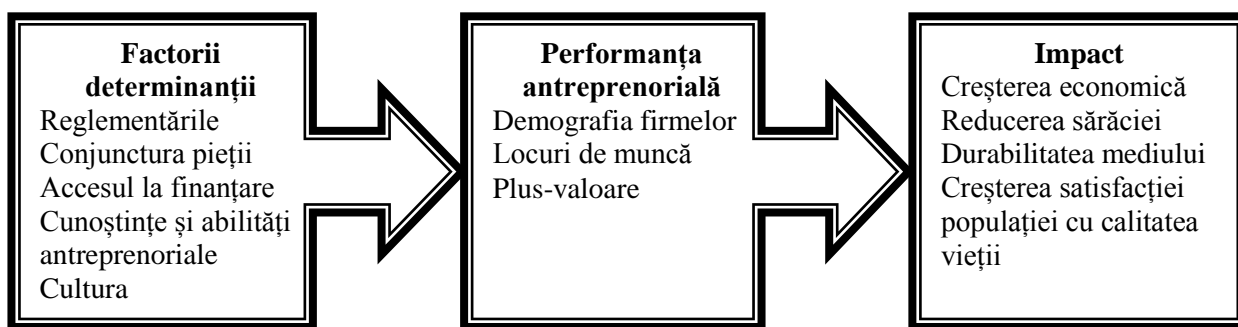 Factorii
determinanții
Reglementările
Conjunctura pieții
Accesul la finanțare
Cunoștințe și abilități
antreprenoriale
Cultura
Performanța
antreprenorială
Demografia firmelor
Locuri de muncă
Plus-valoare
Impact
Creșterea economică
Reducerea sărăciei
Durabilitatea mediului
Creșterea satisfacției
populației cu calitatea
vieții